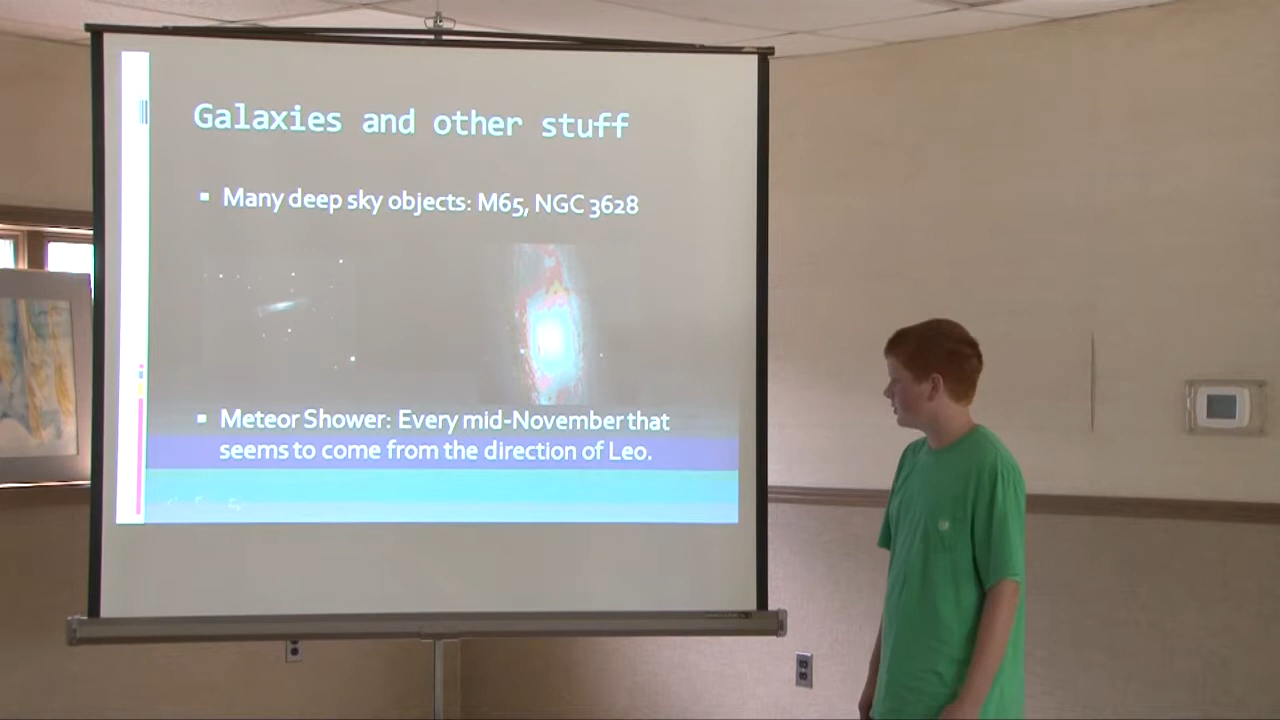 Galaxies and other stuff
Many deep sky objects: M65, NGC 3628
Meteor Shower: Every mid-November that
seems to come from the direction of Leo.